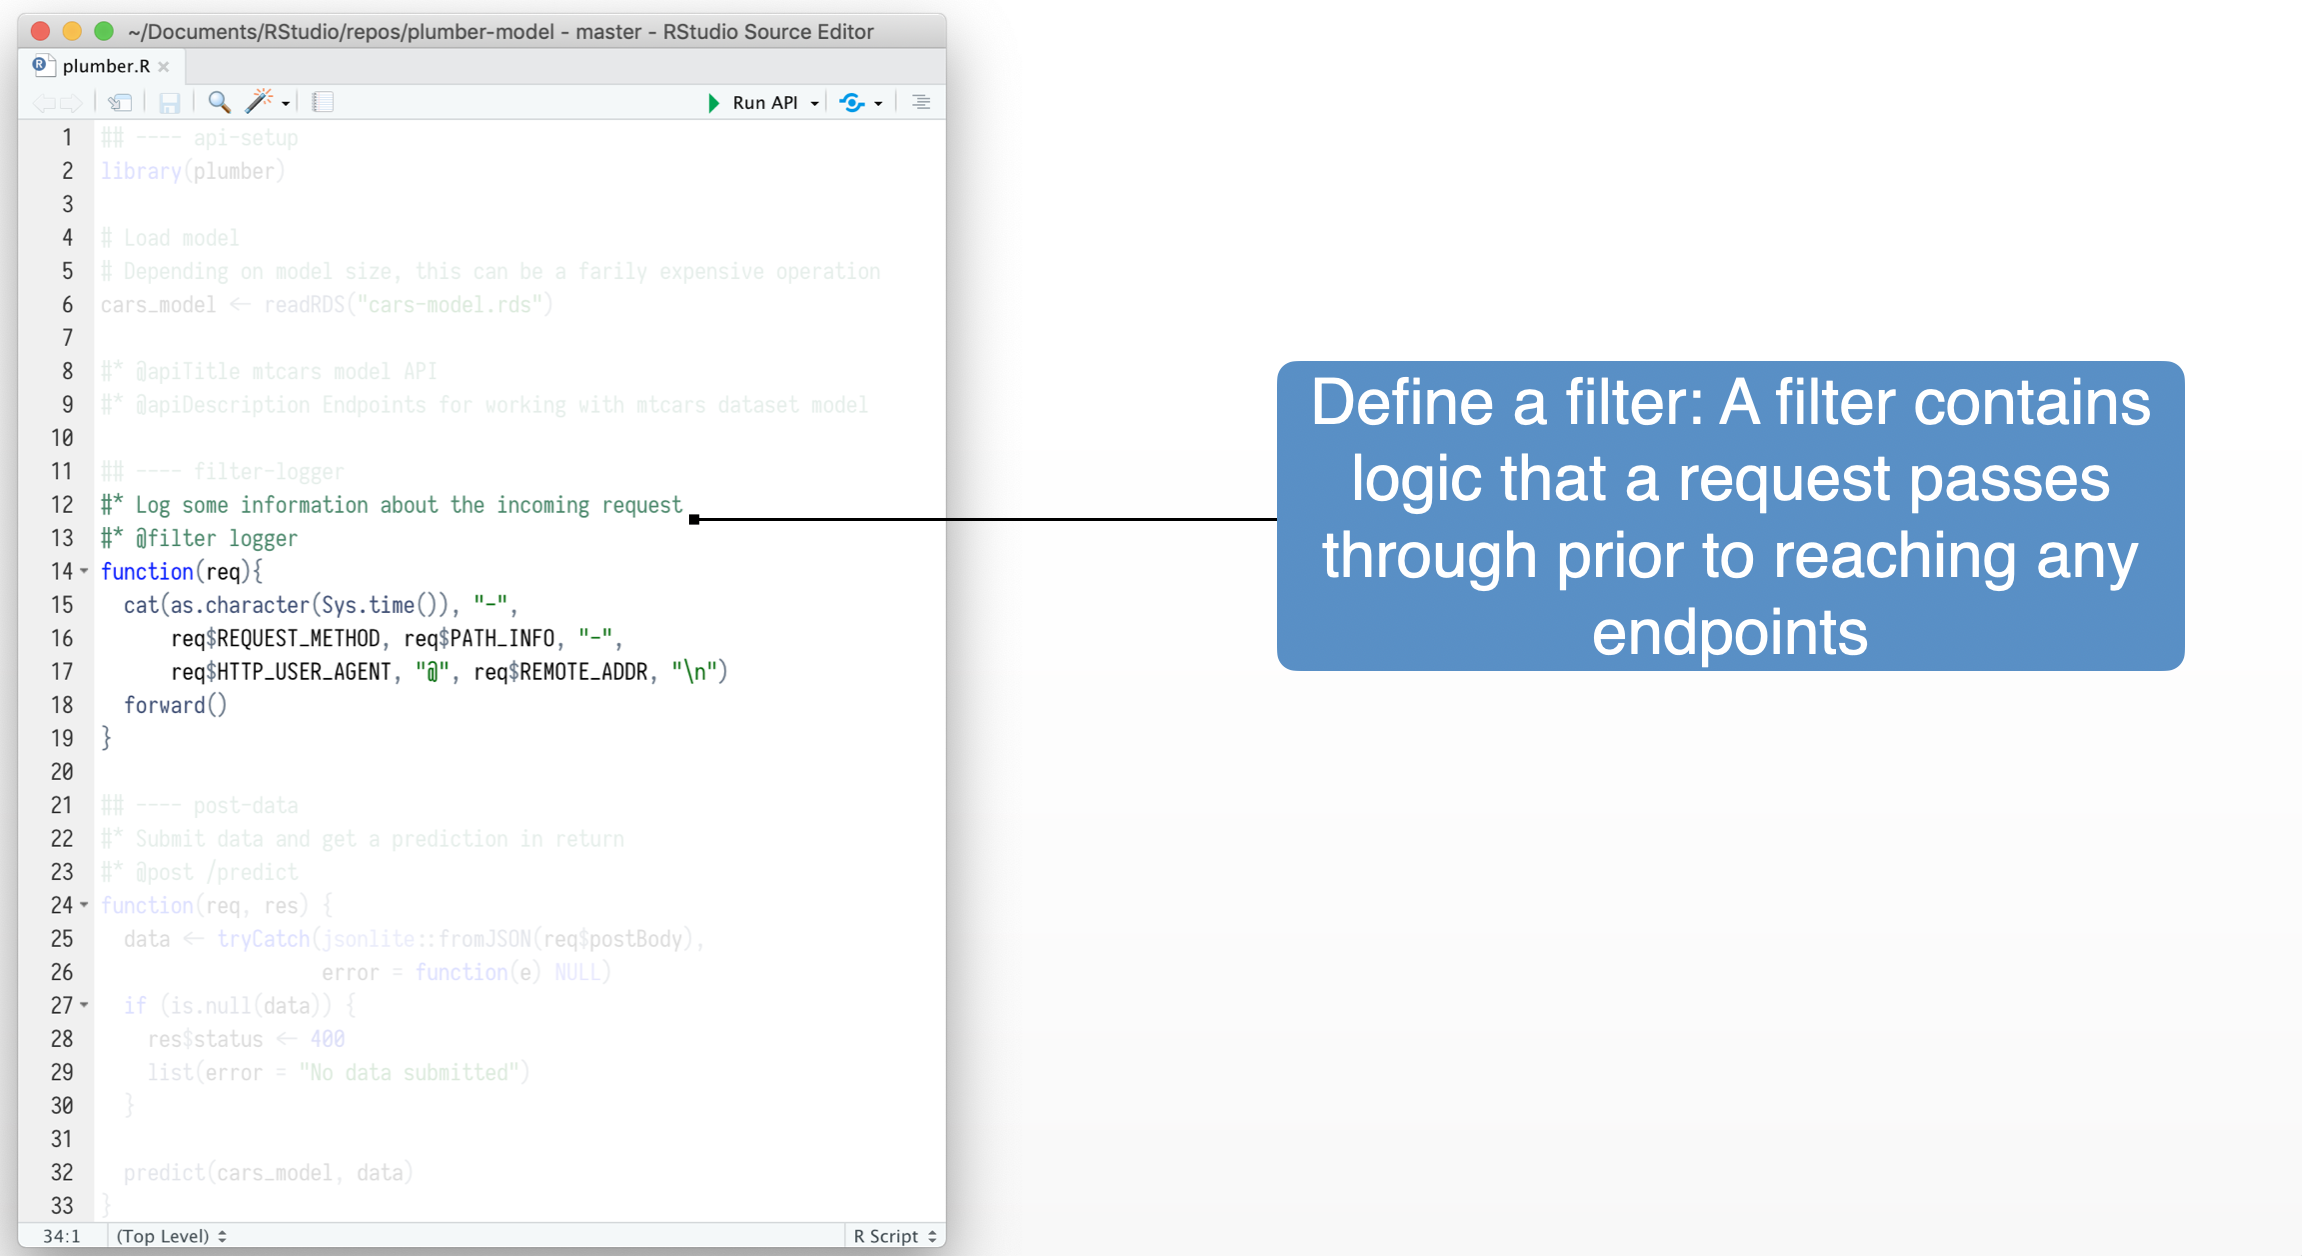 ~/Documents/RStudio/repos/plumber-model - master - RStudio Source Editor
plumber.R
Run API
1 ## ---- api-setup
2 library(plumber)
3
4 # Load model
5 # Depending on model size, this can be a farily expensive operation
6 cars_model <- readRDS("cars-model.rds")
7
8 #* @apiTitle mtcars model API
9 #* @apiDescription Endpoints for working with mtcars dataset model
10
11 ## ---- filter-logger
12 #* Log some information about the incoming request
13 #* @filter logger
14 function(req){
15   cat(as.character(Sys.time()), "-",
16       req$REQUEST_METHOD, req$PATH_INFO, "-",
17       req$HTTP_USER_AGENT, "@", req$REMOTE_ADDR, "\n")
18   forward()
19 }
20
21 ## ---- post-data
22 #* Submit data and get a prediction in return
23 #* @post /predict
24 function(req, res) {
25   data <- tryCatch(jsonlite::fromJSON(req$postBody),
26                    error = function(e) NULL)
27   if (is.null(data)) {
28     res$status <- 400
29     list(error = "No data submitted")
30   }
31
32   predict(cars_model, data)
33 }
34:1 (Top Level) R Script
Define a filter: A filter contains
logic that a request passes
through prior to reaching any
endpoints